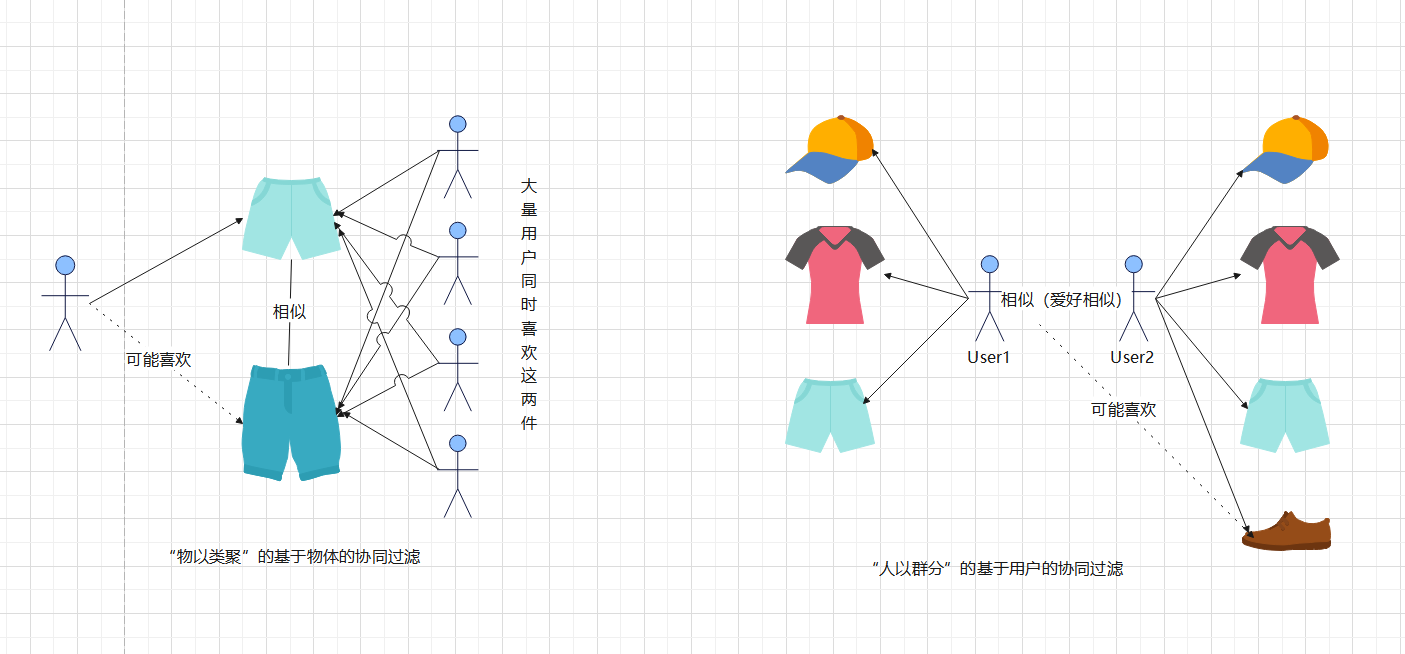 大量用户同时喜欢这两件
相似
可能喜欢
“物以类聚”的基于物体的协同过滤
相似（爱好相似）
User1
User2
可能喜欢
“人以群分”的基于用户的协同过滤